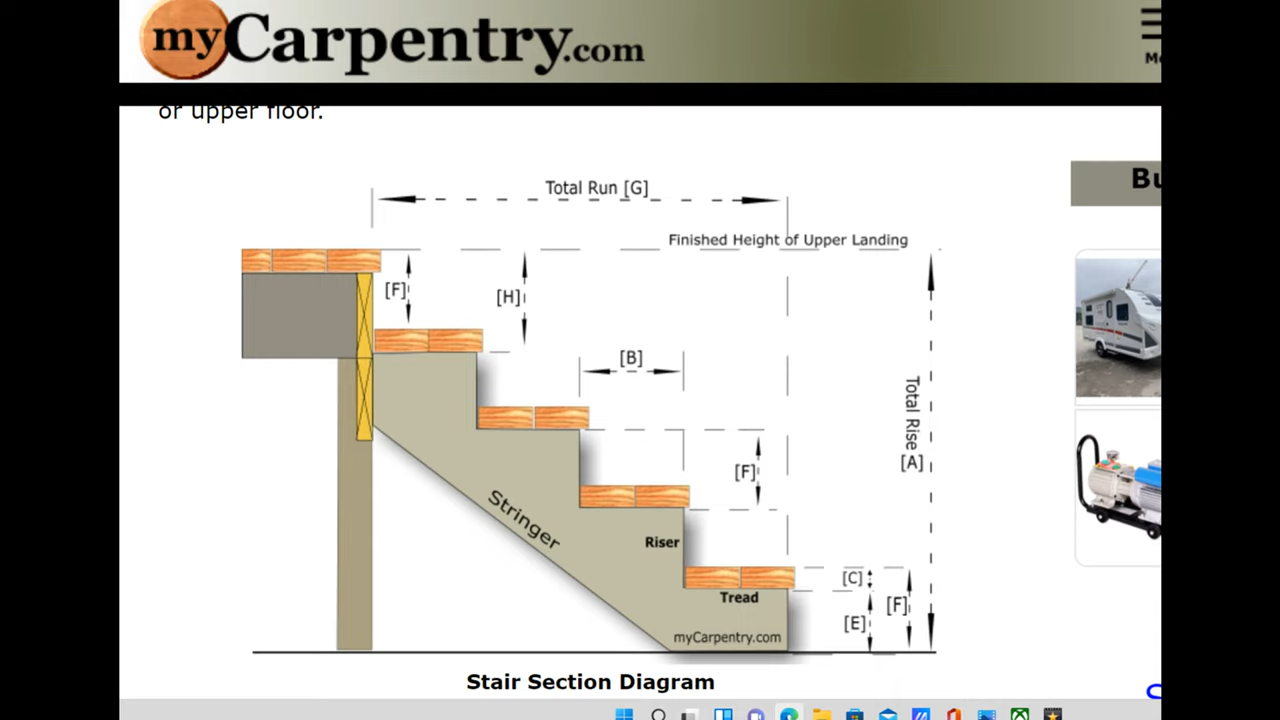 myCarpentry.com
or upper floor.
Total Run [G]
Finished Height of Upper Landing
[F]
[H]
[B]
Total Rise [A]
[F]
Stringer
Riser
[C]
Tread
[F]
[E]
myCarpentry.com
Stair Section Diagram